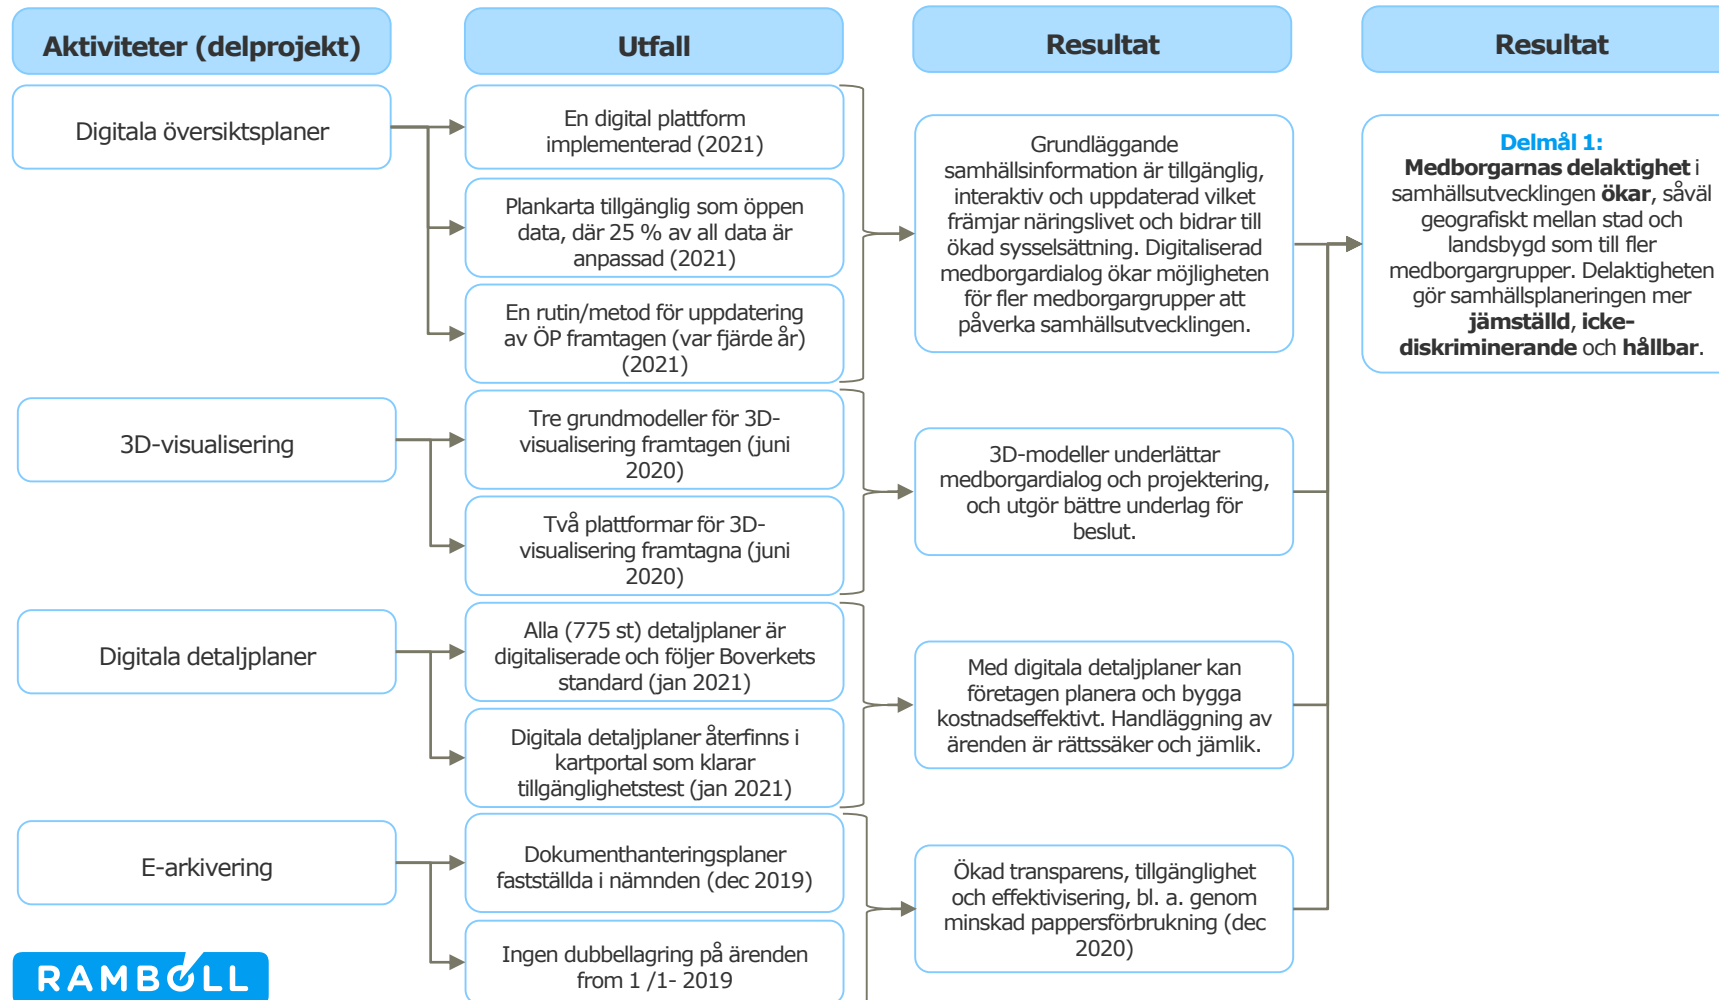 Aktiviteter (delprojekt)
Utfall
Resultat
Resultat
Digitala översiktsplaner
En digital plattform
implementerad (2021)
Plankarta tillgänglig som öppen
data, där 25 % av all data är
anpassad (2021)
En rutin/metod för uppdatering
av ÖP framtagen (var fjärde år)
(2021)
Grundläggande
samhällsinformation är tillgänglig,
interaktiv och uppdaterad vilket
främjar näringslivet och bidrar till
ökad sysselsättning. Digitaliserad
medborgardialog ökar möjligheten
för fler medborgargrupper att
påverka samhällsutvecklingen.
Delmål 1:
Medborgarnas delaktighet i
samhällsutvecklingen ökar, såväl
geografiskt mellan stad och
landsbygd som till fler
medborgargrupper. Delaktigheten
gör samhällsplaneringen mer
jämställd, icke-
diskriminerande och hållbar.
3D-visualisering
Tre grundmodeller för 3D-
visualisering framtagen (juni
2020)
Två plattformar för 3D-
visualisering framtagna (juni
2020)
3D-modeller underlättar
medborgardialog och projektering,
och utgör bättre underlag för
beslut.
Digitala detaljplaner
Alla (775 st) detaljplaner är
digitaliserade och följer Boverkets
standard (jan 2021)
Digitala detaljplaner återfinns i
kartportal som klarar
tillgänglighetstest (jan 2021)
Med digitala detaljplaner kan
företagen planera och bygga
kostnadseffektivt. Handläggning av
ärenden är rättssäker och jämlik.
E-arkivering
Dokumenthanteringsplaner
fastställda i nämnden (dec 2019)
Ingen dubbellagring på ärenden
from 1 /1- 2019
Ökad transparens, tillgänglighet
och effektivisering, bl. a. genom
minskad pappersförbrukning (dec
2020)
RAMBOLL